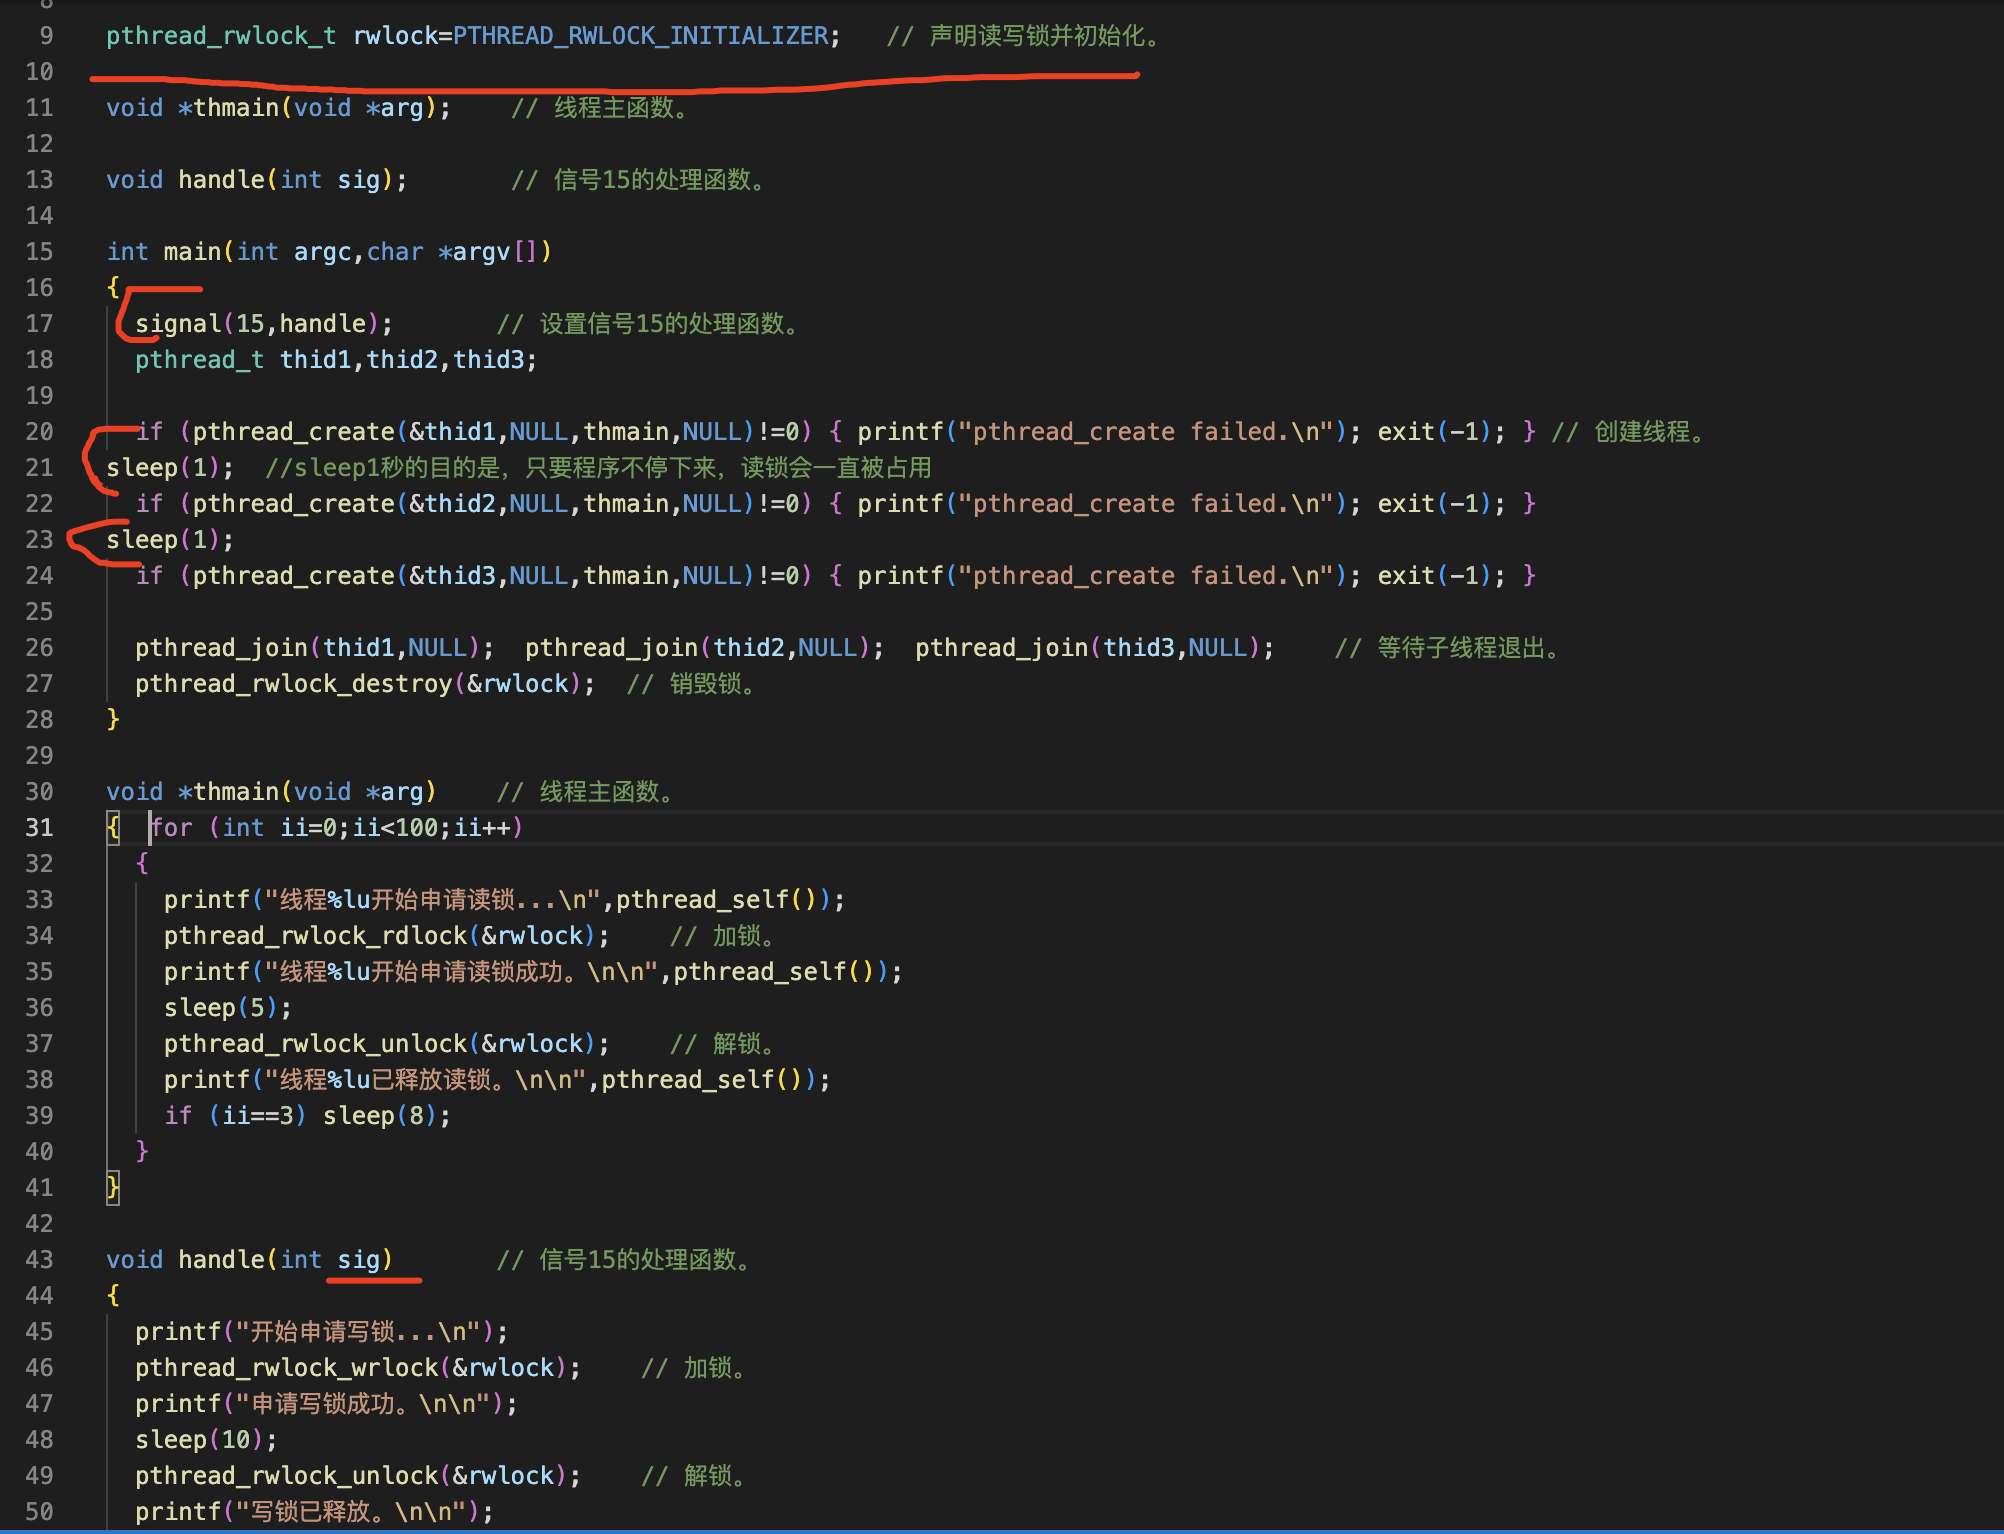 8
9 pthread_rwlock_t rwlock=PTHREAD_RWLOCK_INITIALIZER;   // 声明读写锁并初始化。
10
11 void *thmain(void *arg);    // 线程主函数。
12
13 void handle(int sig);       // 信号15的处理函数。
14
15 int main(int argc,char *argv[])
16 {
17   signal(15,handle);       // 设置信号15的处理函数。
18   pthread_t thid1,thid2,thid3;
19
20   if (pthread_create(&thid1,NULL,thmain,NULL)!=0) { printf("pthread_create failed.\n"); exit(-1); } // 创建线程。
21 sleep(1);  //sleep1秒的目的是，只要程序不停下来，读锁会一直被占用
22   if (pthread_create(&thid2,NULL,thmain,NULL)!=0) { printf("pthread_create failed.\n"); exit(-1); }
23 sleep(1);
24   if (pthread_create(&thid3,NULL,thmain,NULL)!=0) { printf("pthread_create failed.\n"); exit(-1); }
25
26   pthread_join(thid1,NULL);  pthread_join(thid2,NULL);  pthread_join(thid3,NULL);    // 等待子线程退出。
27   pthread_rwlock_destroy(&rwlock);  // 销毁锁。
28 }
29
30 void *thmain(void *arg)    // 线程主函数。
31 {  for (int ii=0;ii<100;ii++)
32   {
33     printf("线程%lu开始申请读锁...\n",pthread_self());
34     pthread_rwlock_rdlock(&rwlock);    // 加锁。
35     printf("线程%lu开始申请读锁成功。\n\n",pthread_self());
36     sleep(5);
37     pthread_rwlock_unlock(&rwlock);    // 解锁。
38     printf("线程%lu已释放读锁。\n\n",pthread_self());
39     if (ii==3) sleep(8);
40   }
41 }
42
43 void handle(int sig)       // 信号15的处理函数。
44 {
45   printf("开始申请写锁...\n");
46   pthread_rwlock_wrlock(&rwlock);    // 加锁。
47   printf("申请写锁成功。\n\n");
48   sleep(10);
49   pthread_rwlock_unlock(&rwlock);    // 解锁。
50   printf("写锁已释放。\n\n");